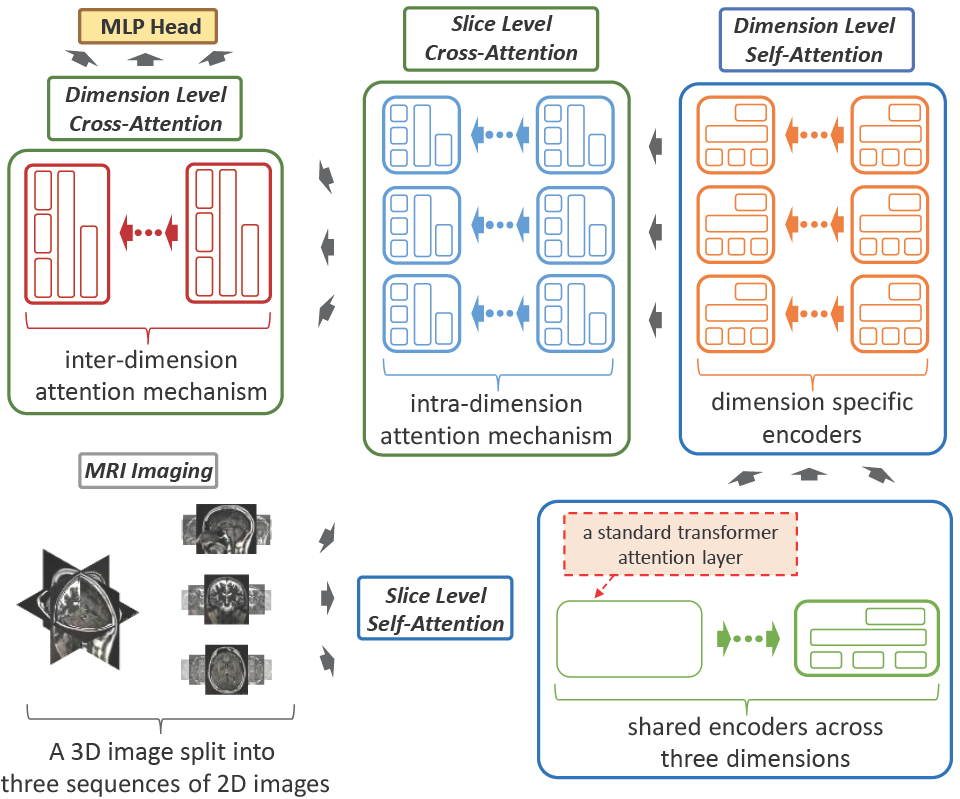 MLP Head
Dimension Level
Cross-Attention
inter-dimension
attention mechanism
Slice Level
Cross-Attention
intra-dimension
attention mechanism
Dimension Level
Self-Attention
dimension specific
encoders
MRI Imaging
A 3D image split into
three sequences of 2D images
Slice Level
Self-Attention
a standard transformer
attention layer
shared encoders across
three dimensions